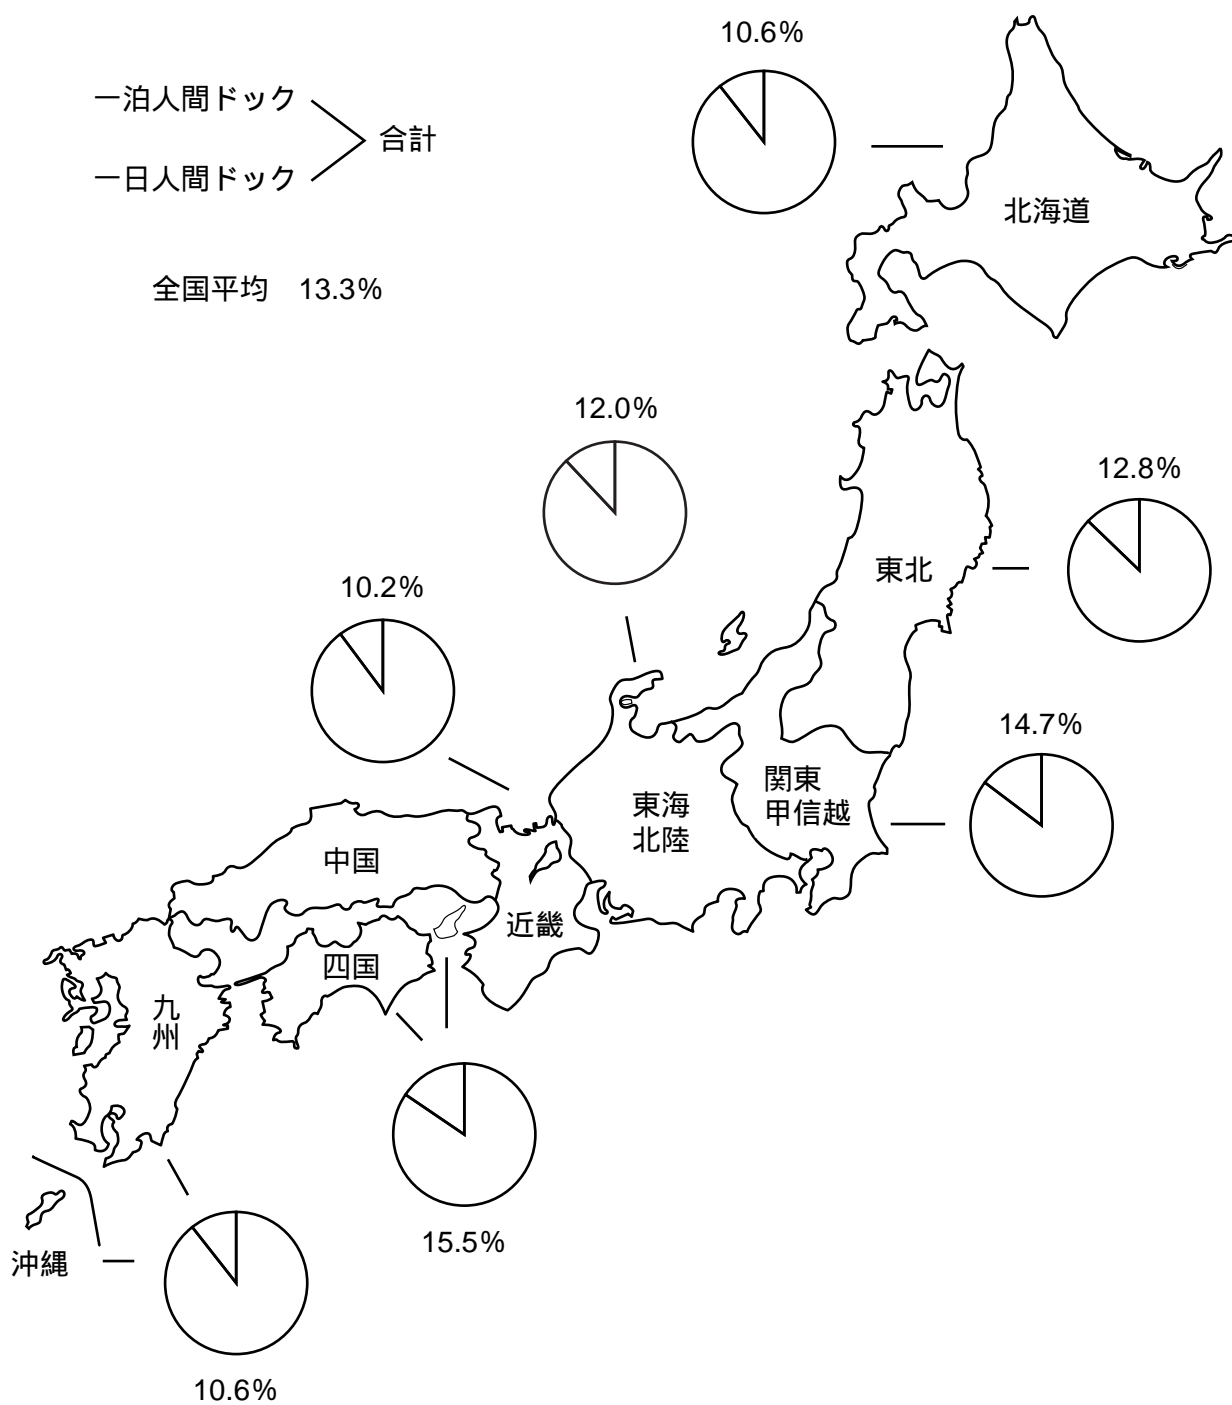 10.6%
一泊人間ドック
合計
一日人間ドック
北海道
全国平均 13.3%
12.0%
12.8%
東北
10.2%
14.7%
関東
甲信越
東海
北陸
中国
近畿
四国
九
州
15.5%
沖縄
10.6%